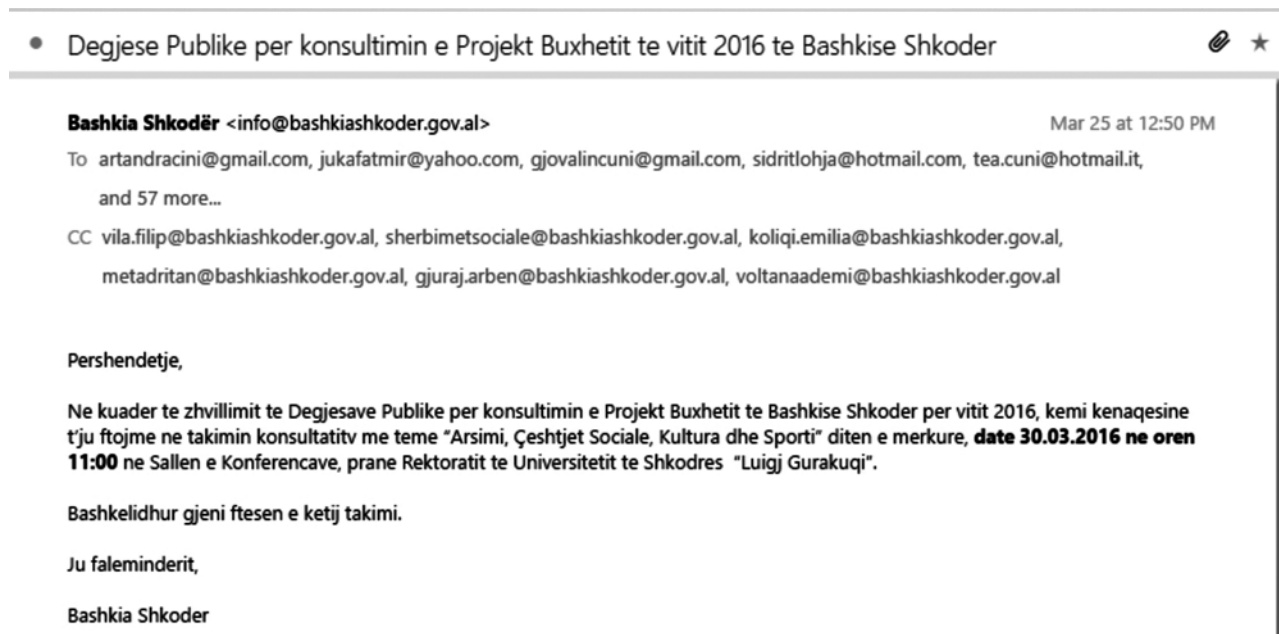 Degjese Publike per konsultimin e Projekt Buxhetit te vitit 2016 te Bashkise Shkoder
Bashkia Shkodër <info@bashkiashkoder.gov.al>
Mar 25 at 12:50 PM
To artandracini@gmail.com, jukafatmir@yahoo.com, gjovalincuni@gmail.com, sidritlohja@hotmail.com, tea.cuni@hotmail.it,
and 57 more...
CC vila.filip@bashkiashkoder.gov.al, sherbimetsociale@bashkiashkoder.gov.al, koliqi.emilia@bashkiashkoder.gov.al,
metadritan@bashkiashkoder.gov.al, gjuraj.arben@bashkiashkoder.gov.al, voltanaademi@bashkiashkoder.gov.al
Pershendetje,
Ne kuader te zhvillimit te Degjesave Publike per konsultimin e Projekt Buxhetit te Bashkise Shkoder per vitit 2016, kemi kenaqesine
t'ju ftojme ne takimin konsultatitv me teme "Arsimi, Çeshtjet Sociale, Kultura dhe Sporti" diten e merkure, date 30.03.2016 ne oren
11:00 ne Sallen e Konferencave, prane Rektoratit te Universitetit te Shkodres "Luigj Gurakuqi".
Bashkelidhur gjeni ftesen e ketij takimi.
Ju faleminderit,
Bashkia Shkoder